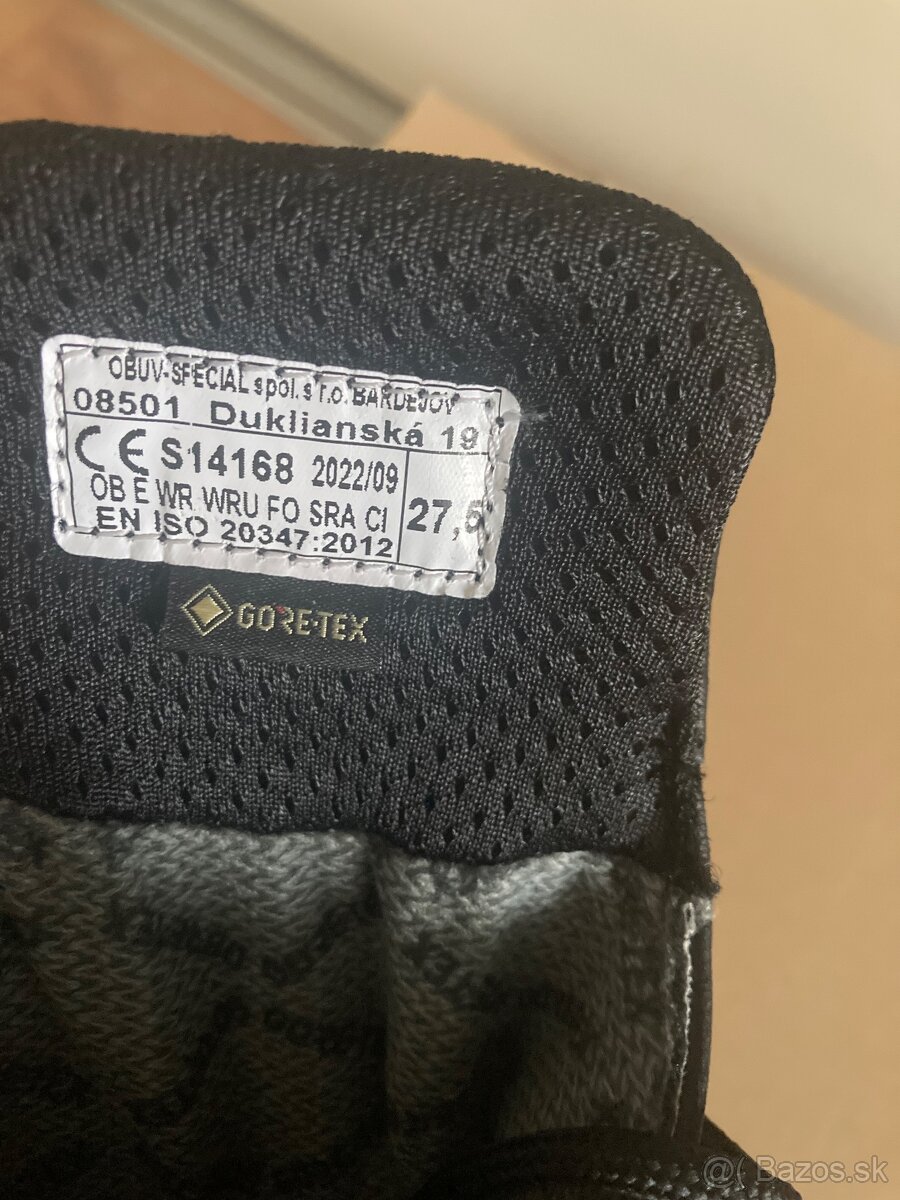 OBUV-SPECIAL spol. s r.o. BARDEJOV
08501 Duklianská 19
CE S14168 2022/09
OB E WR WRU FO SRA CI
27,5
EN ISO 20347:2012
GORE-TEX
@( Bazos.sk